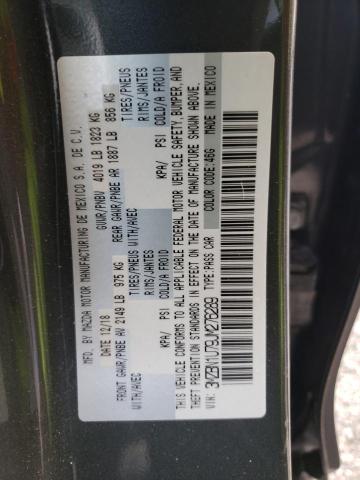 MFD. BY MAZDA MOTOR MANUFACTURING DE MEXICO S.A. DE C.V.
DATE 12/18 GVWR/PNBV 4019 LB 1823 KG
GAWR/PNBE AV 2149 LB 975 KG REAR GAWR/PNBE AR 1887 LB 856 KG
WITH/AVEC TIRES/PNEUS WITH/AVEC TIRES/PNEUS
RIMS/JANTES RIMS/JANTES
KPA/ PSI COLD/A FROID KPA/ PSI COLD/A FROID
THIS VEHICLE CONFORMS TO ALL APPLICABLE FEDERAL MOTOR VEHICLE SAFETY, BUMPER, AND
THEFT PREVENTION STANDARDS IN EFFECT ON THE DATE OF MANUFACTURE SHOWN ABOVE.
TYPE: PASS CAR COLOR CODE: 46G MADE IN MEXICO
VIN: